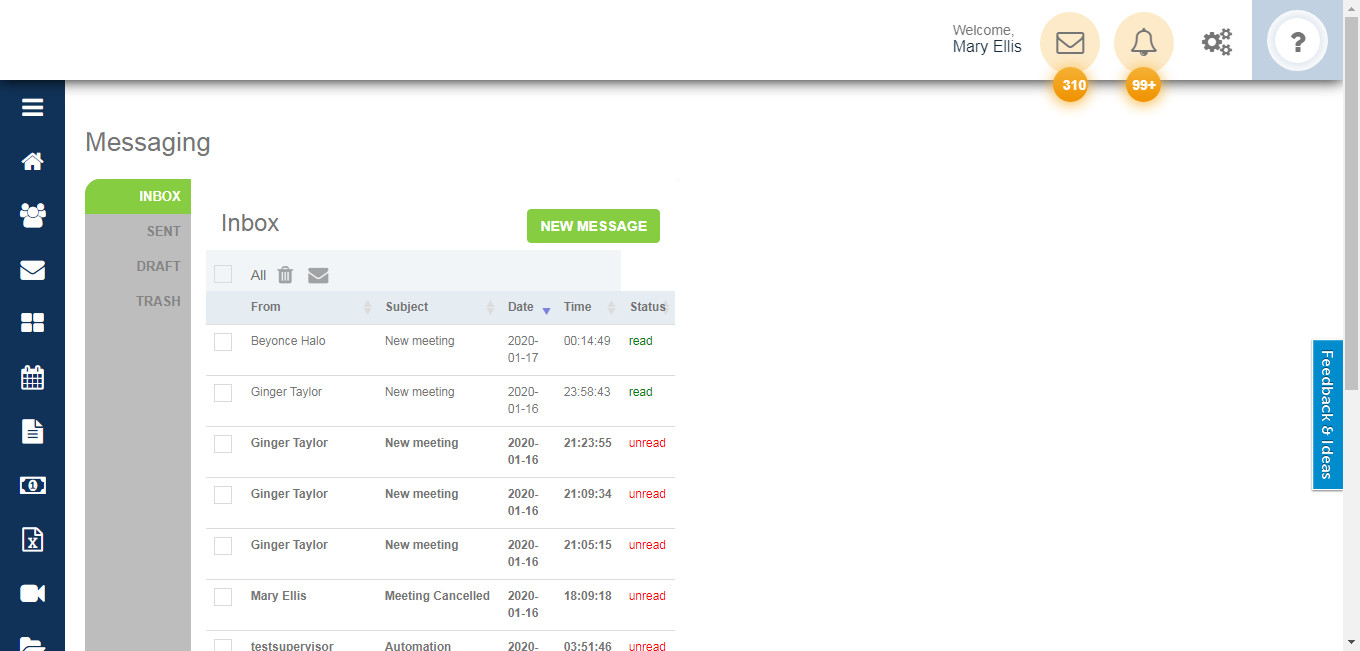 Welcome,
Mary Ellis
310
99+
?
Messaging
INBOX
SENT
DRAFT
TRASH
Inbox
NEW MESSAGE
All
From Subject Date Time Status
Beyonce Halo New meeting 2020- 00:14:49 read
01-17
Ginger Taylor New meeting 2020- 23:58:43 read
01-16
Ginger Taylor New meeting 2020- 21:23:55 unread
01-16
Ginger Taylor New meeting 2020- 21:09:34 unread
01-16
Ginger Taylor New meeting 2020- 21:05:15 unread
01-16
Mary Ellis Meeting Cancelled 2020- 18:09:18 unread
01-16
testsupervisor Automation 2020- 03:51:46 unread
Feedback & Ideas